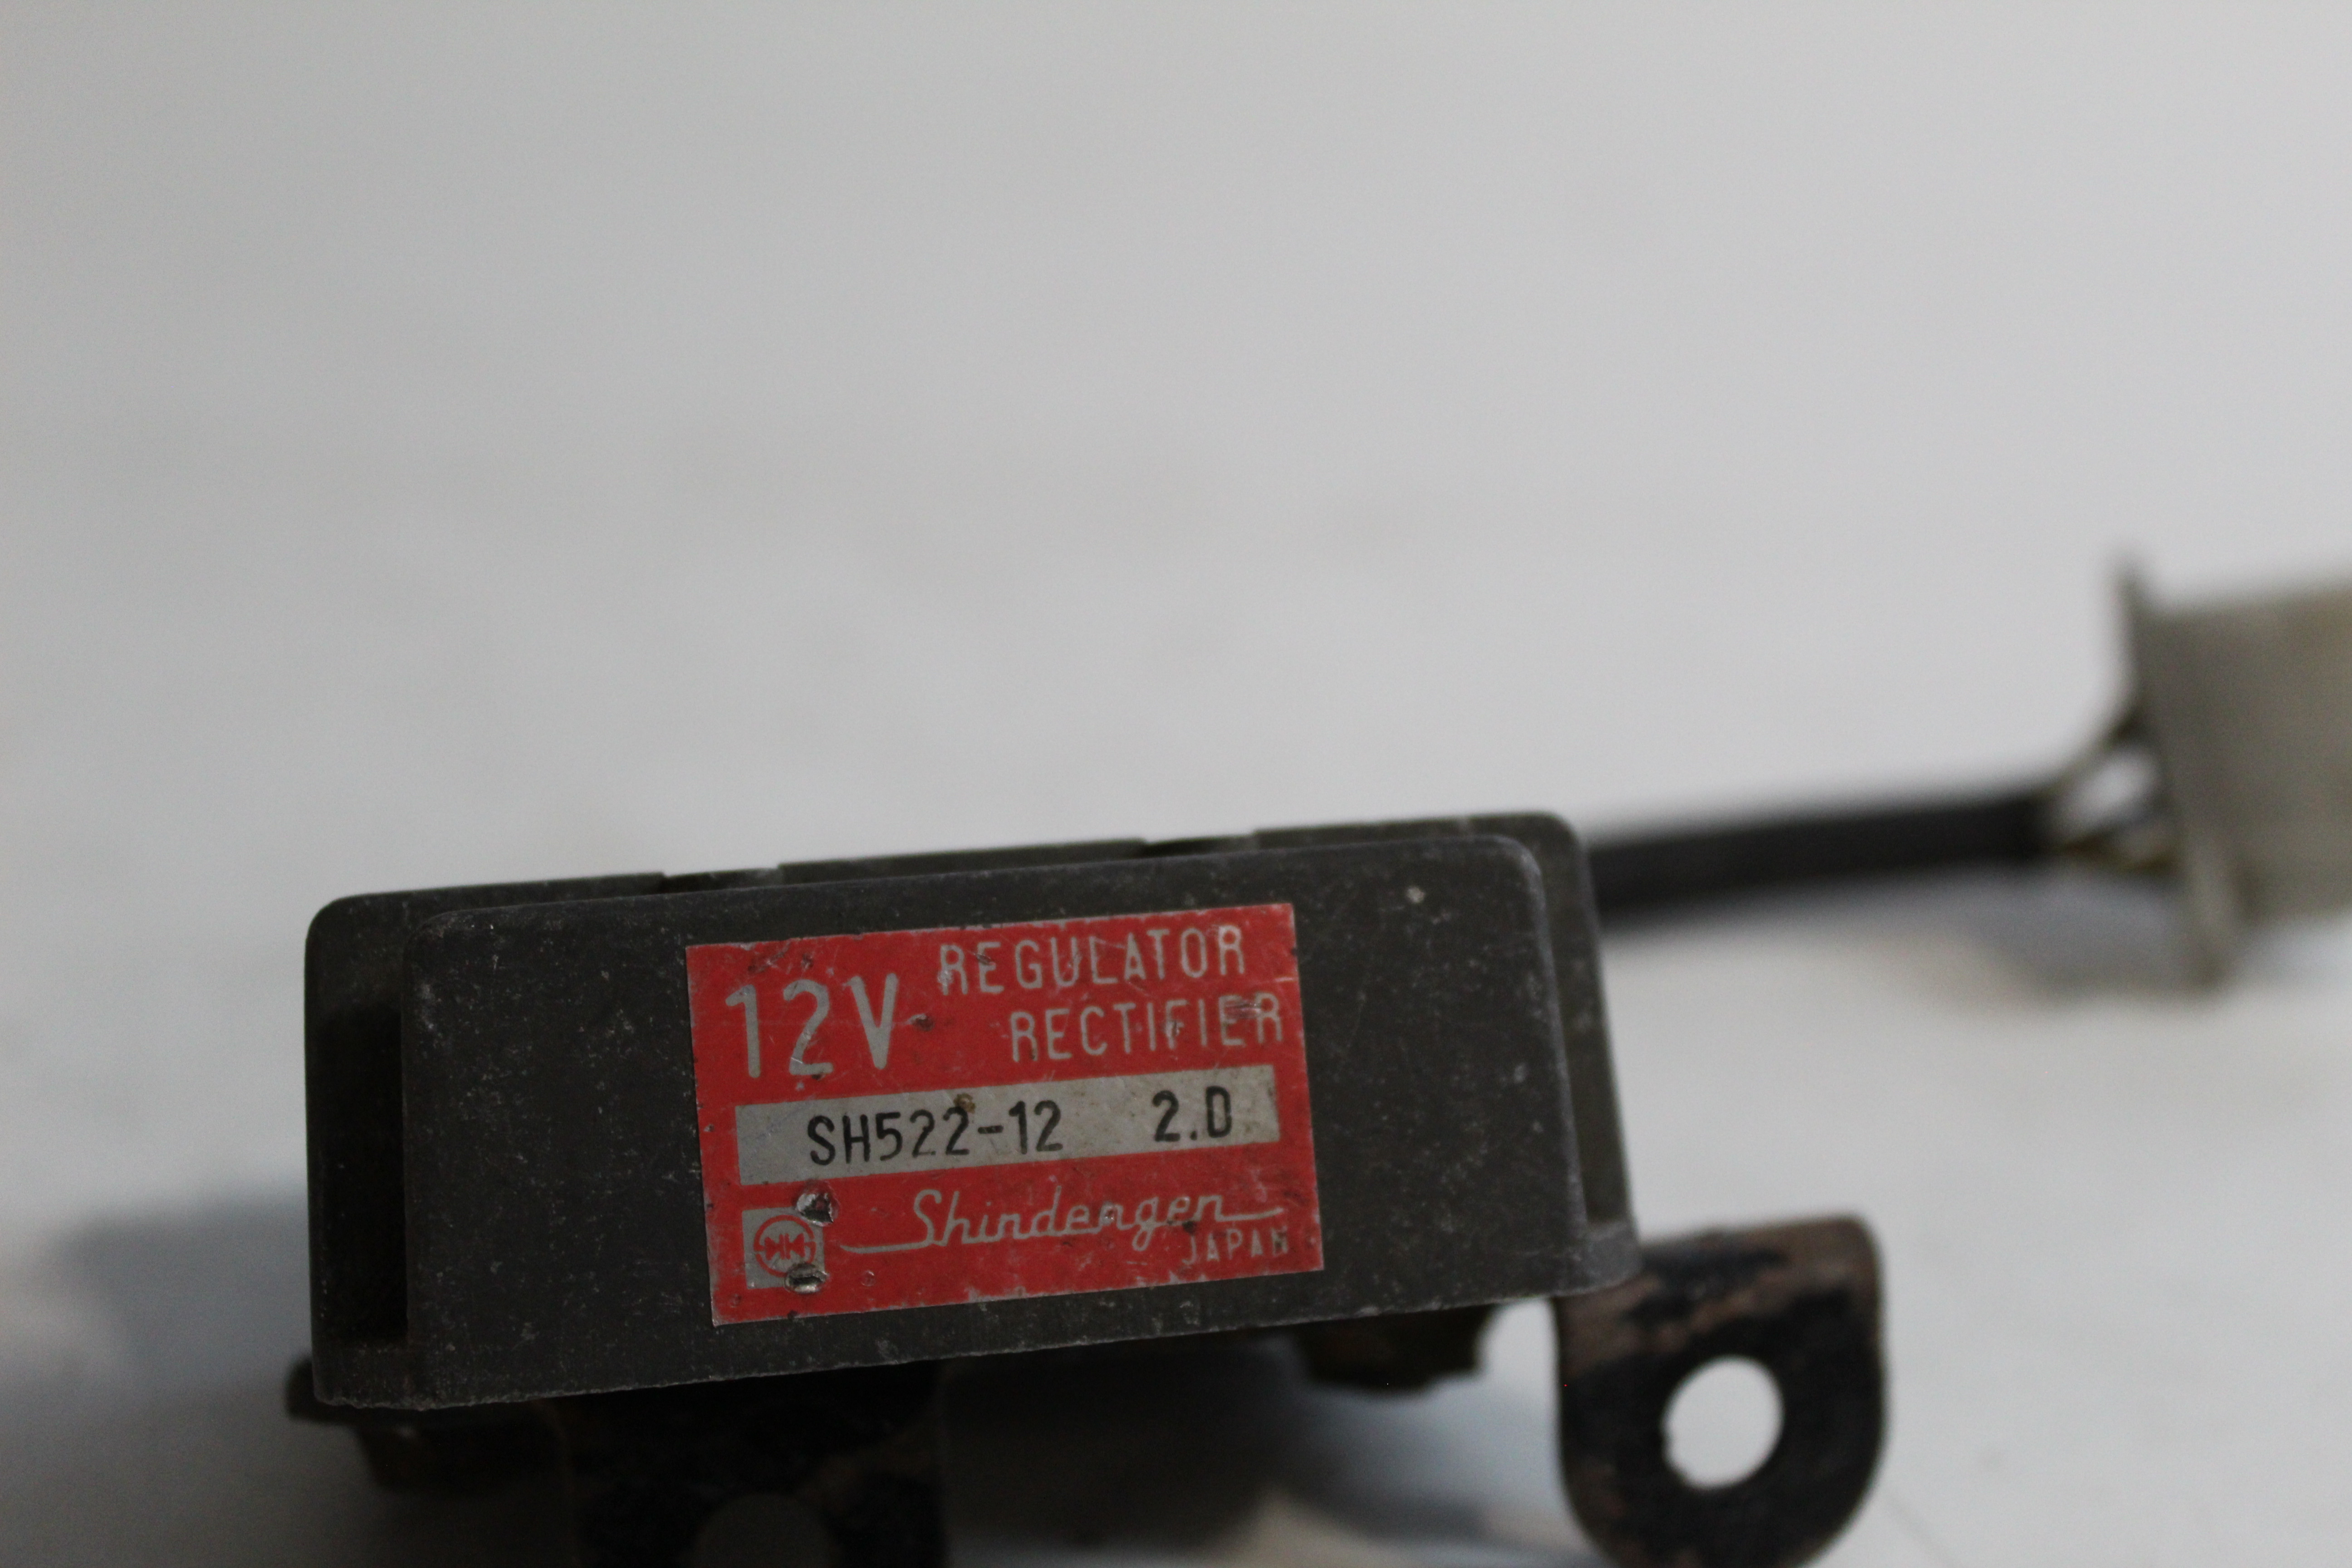 12V REGULATOR
RECTIFIER
SH522-12 2.D
Shindengen
JAPAN